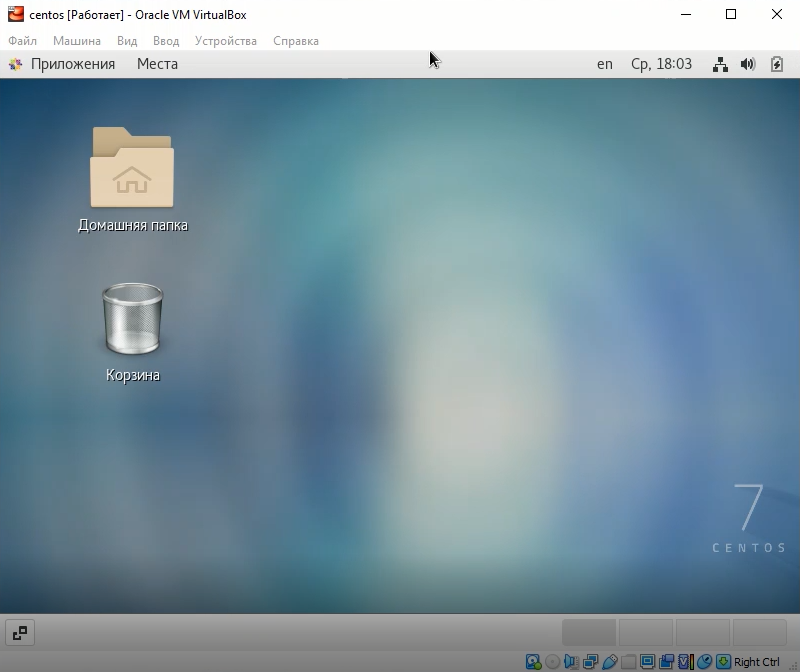 centos [Работает] - Oracle VM VirtualBox
Файл Машина Вид Ввод Устройства Справка
Приложения Места en Ср, 18:03
Домашняя папка
Корзина
7
CENTOS
Right Ctrl